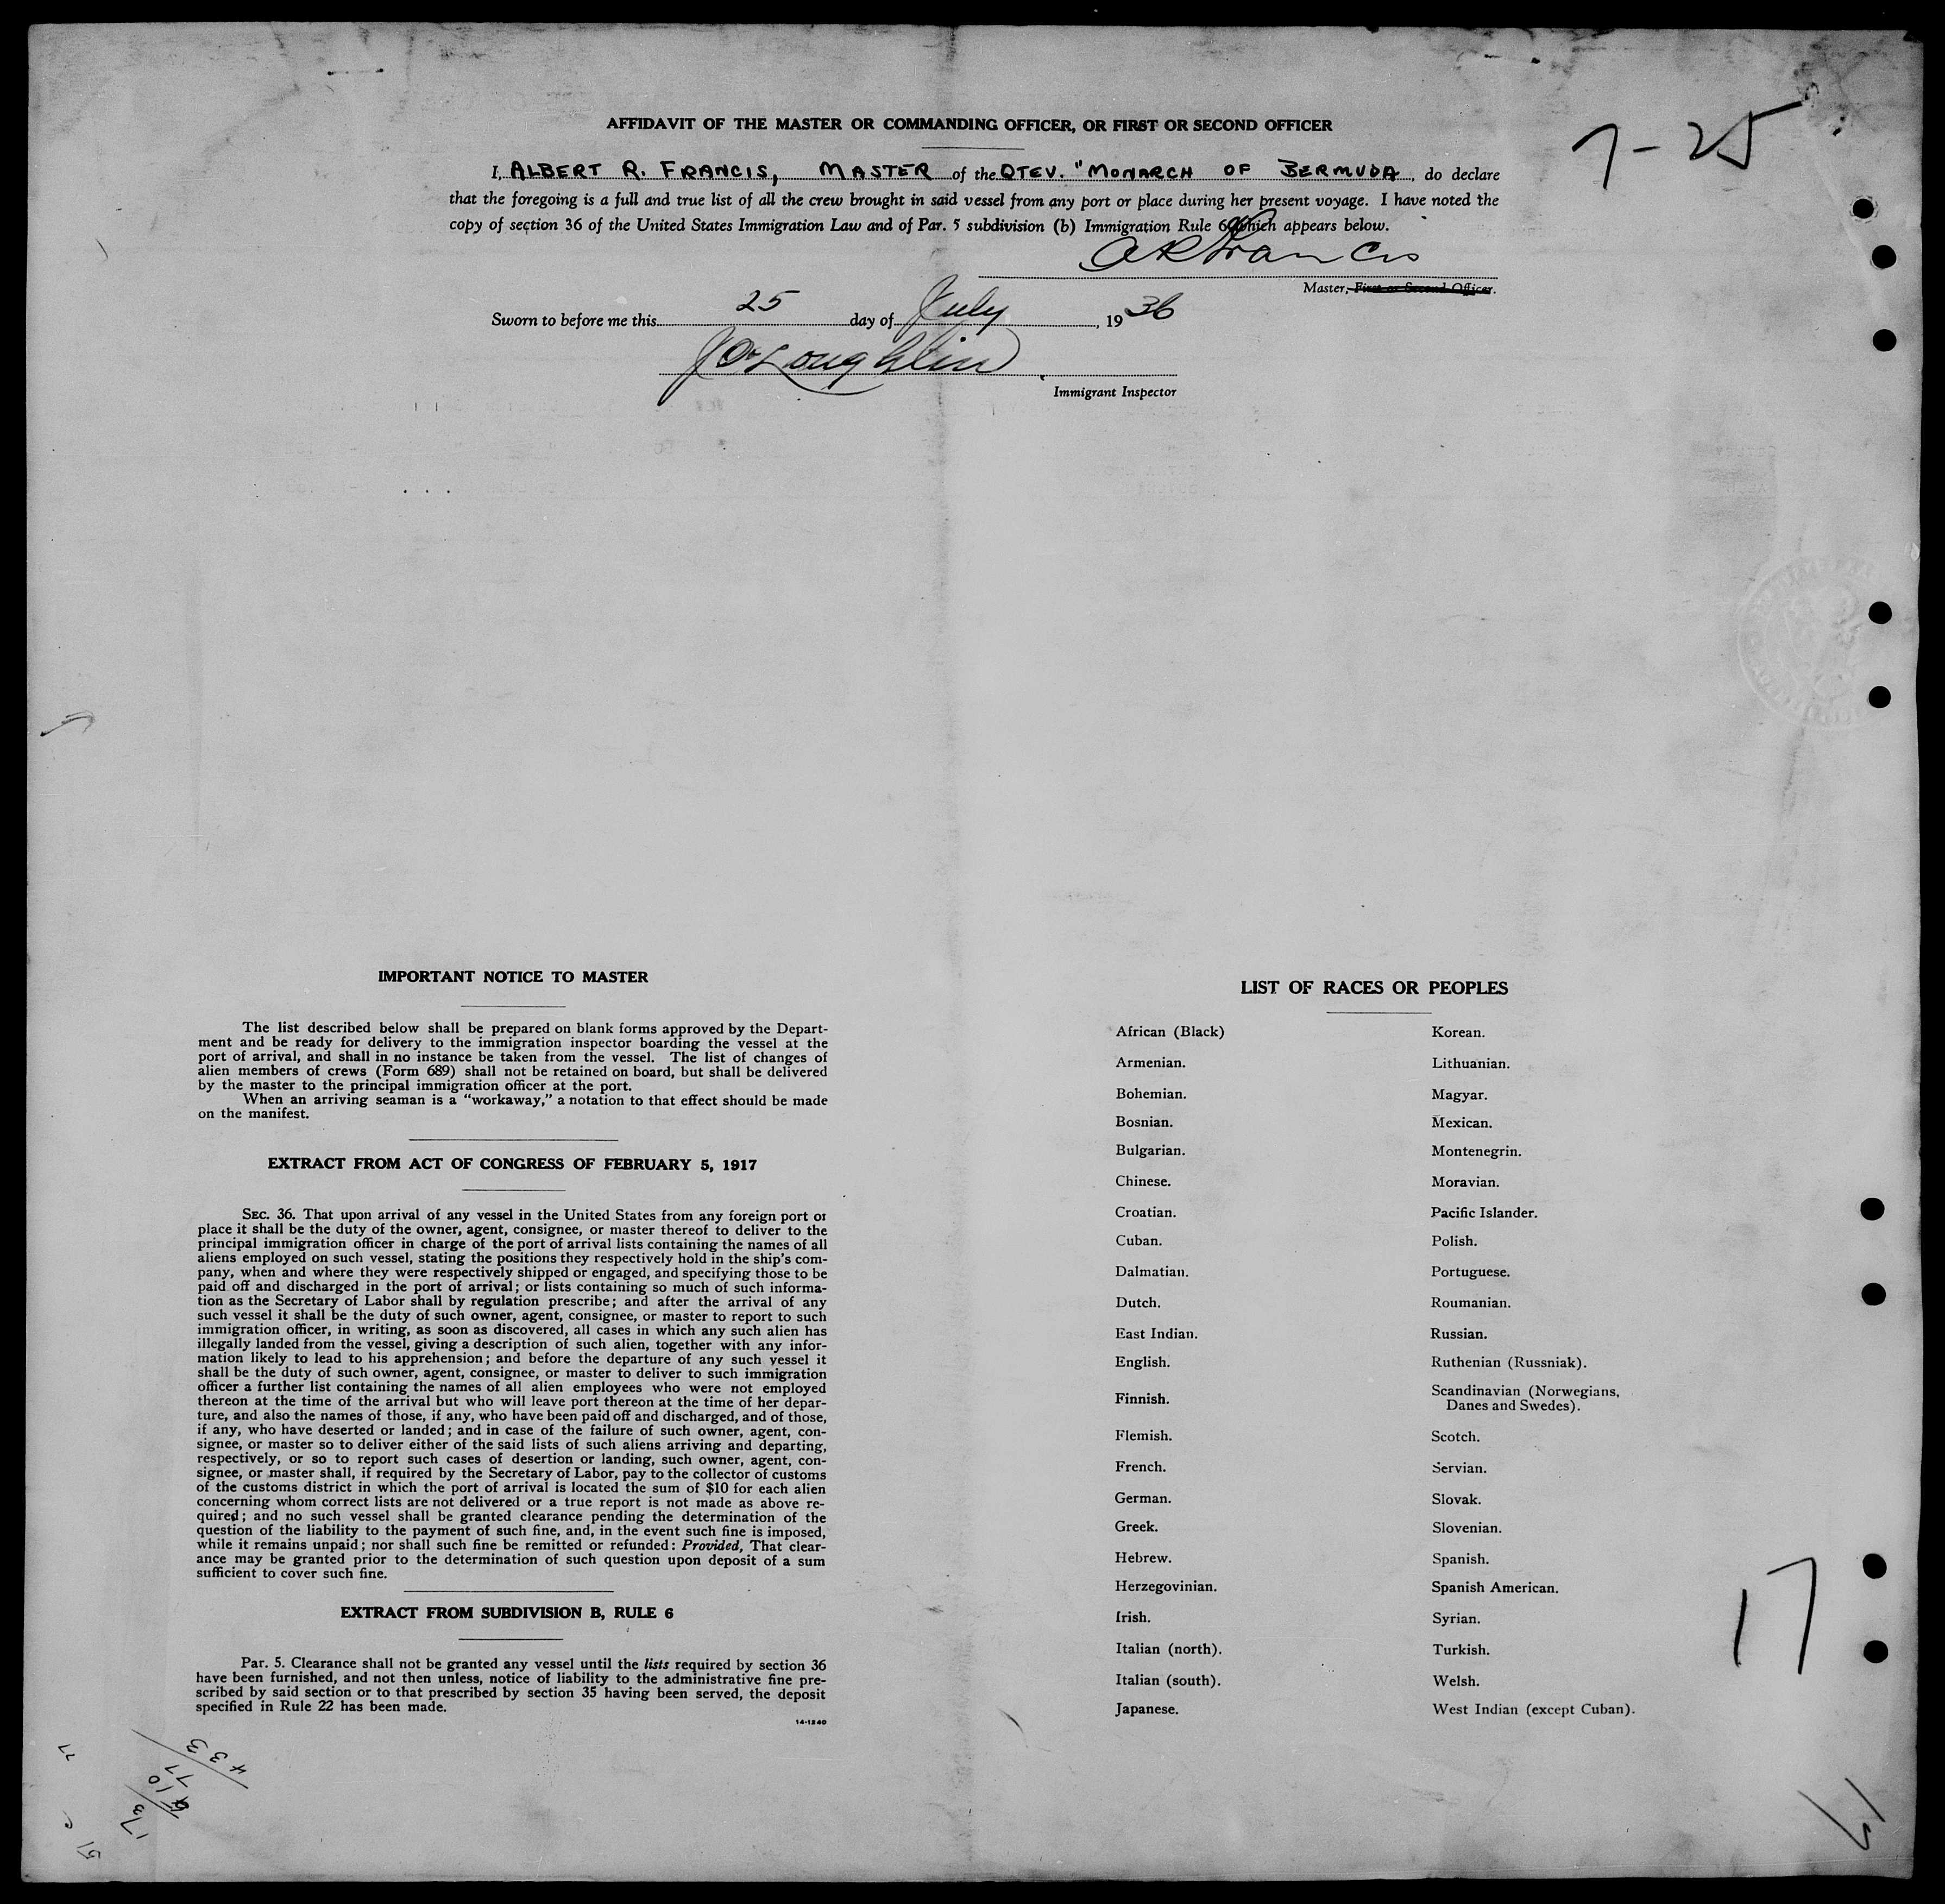 AFFIDAVIT OF THE MASTER OR COMMANDING OFFICER, OR FIRST OR SECOND OFFICER
7-25
I, ALBERT R. FRANCIS, MASTER of the QTEV. "MONARCH OF BERMUDA, do declare
that the foregoing is a full and true list of all the crew brought in said vessel from any port or place during her present voyage. I have noted the
copy of section 36 of the United States Immigration Law and of Par. 5 subdivision (b) Immigration Rule 6 which appears below.
A R Francis
Master, First or Second Officer.
Sworn to before me this 25 day of July, 1936
J O'Loughlin
Immigrant Inspector
IMPORTANT NOTICE TO MASTER
The list described below shall be prepared on blank forms approved by the Depart-
ment and be ready for delivery to the immigration inspector boarding the vessel at the
port of arrival, and shall in no instance be taken from the vessel. The list of changes of
alien members of crews (Form 689) shall not be retained on board, but shall be delivered
by the master to the principal immigration officer at the port.
When an arriving seaman is a "workaway," a notation to that effect should be made
on the manifest.
EXTRACT FROM ACT OF CONGRESS OF FEBRUARY 5, 1917
SEC. 36. That upon arrival of any vessel in the United States from any foreign port or
place it shall be the duty of the owner, agent, consignee, or master thereof to deliver to the
principal immigration officer in charge of the port of arrival lists containing the names of all
aliens employed on such vessel, stating the positions they respectively hold in the ship's com-
pany, when and where they were respectively shipped or engaged, and specifying those to be
paid off and discharged in the port of arrival; or lists containing so much of such informa-
tion as the Secretary of Labor shall by regulation prescribe; and after the arrival of any
such vessel it shall be the duty of such owner, agent, consignee, or master to report to such
immigration officer, in writing, as soon as discovered, all cases in which any such alien has
illegally landed from the vessel, giving a description of such alien, together with any infor-
mation likely to lead to his apprehension; and before the departure of any such vessel it
shall be the duty of such owner, agent, consignee, or master to deliver to such immigration
officer a further list containing the names of all alien employees who were not employed
thereon at the time of the arrival but who will leave port thereon at the time of her depar-
ture, and also the names of those, if any, who have been paid off and discharged, and of those,
if any, who have deserted or landed; and in case of the failure of such owner, agent, con-
signee, or master so to deliver either of the said lists of such aliens arriving and departing,
respectively, or so to report such cases of desertion or landing, such owner, agent, con-
signee, or master shall, if required by the Secretary of Labor, pay to the collector of customs
of the customs district in which the port of arrival is located the sum of $10 for each alien
concerning whom correct lists are not delivered or a true report is not made as above re-
quired; and no such vessel shall be granted clearance pending the determination of the
question of the liability to the payment of such fine, and, in the event such fine is imposed,
while it remains unpaid; nor shall such fine be remitted or refunded: Provided, That clear-
ance may be granted prior to the determination of such question upon deposit of a sum
sufficient to cover such fine.
EXTRACT FROM SUBDIVISION B, RULE 6
Par. 5. Clearance shall not be granted any vessel until the lists required by section 36
have been furnished, and not then unless, notice of liability to the administrative fine pre-
scribed by said section or to that prescribed by section 35 having been served, the deposit
specified in Rule 22 has been made.
14-1240
LIST OF RACES OR PEOPLES
African (Black)
Armenian.
Bohemian.
Bosnian.
Bulgarian.
Chinese.
Croatian.
Cuban.
Dalmatian.
Dutch.
East Indian.
English.
Finnish.
Flemish.
French.
German.
Greek.
Hebrew.
Herzegovinian.
Irish.
Italian (north).
Italian (south).
Japanese.
Korean.
Lithuanian.
Magyar.
Mexican.
Montenegrin.
Moravian.
Pacific Islander.
Polish.
Portuguese.
Roumanian.
Russian.
Ruthenian (Russniak).
Scandinavian (Norwegians,
Danes and Swedes).
Scotch.
Servian.
Slovak.
Slovenian.
Spanish.
Spanish American.
Syrian.
Turkish.
Welsh.
West Indian (except Cuban).
17
433
77